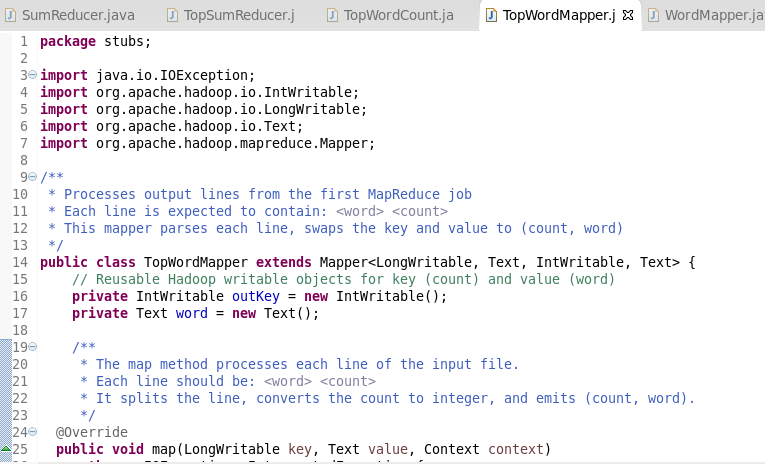 SumReducer.java TopSumReducer.j TopWordCount.ja TopWordMapper.j WordMapper.ja
1 package stubs;
2
3 import java.io.IOException;
4 import org.apache.hadoop.io.IntWritable;
5 import org.apache.hadoop.io.LongWritable;
6 import org.apache.hadoop.io.Text;
7 import org.apache.hadoop.mapreduce.Mapper;
8
9 /**
10  * Processes output lines from the first MapReduce job
11  * Each line is expected to contain: <word> <count>
12  * This mapper parses each line, swaps the key and value to (count, word)
13  */
14 public class TopWordMapper extends Mapper<LongWritable, Text, IntWritable, Text> {
15     // Reusable Hadoop writable objects for key (count) and value (word)
16     private IntWritable outKey = new IntWritable();
17     private Text word = new Text();
18
19     /**
20      * The map method processes each line of the input file.
21      * Each line should be: <word> <count>
22      * It splits the line, converts the count to integer, and emits (count, word).
23      */
24   @Override
25   public void map(LongWritable key, Text value, Context context)